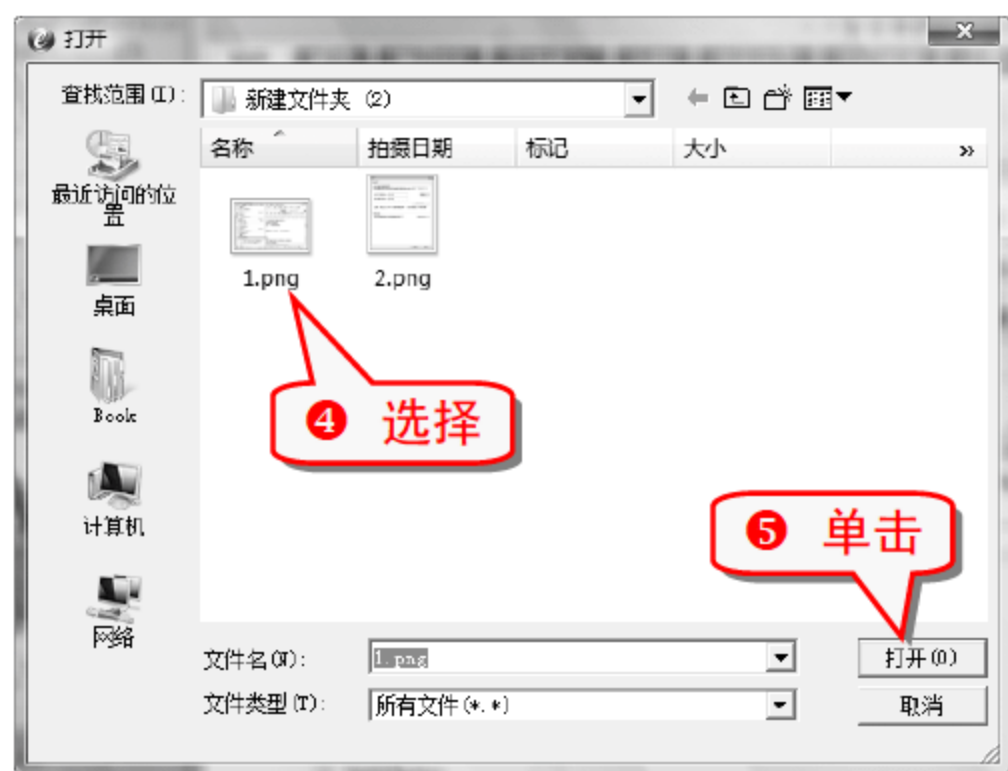 打开
查找范围(I):
新建文件夹 (2)
名称
拍摄日期
标记
大小
»
最近访问的位
置
桌面
Book
计算机
网络
1.png
2.png
❹ 选择
❺ 单击
文件名(N):
1.png
打开(O)
文件类型(T):
所有文件(*.*)
取消